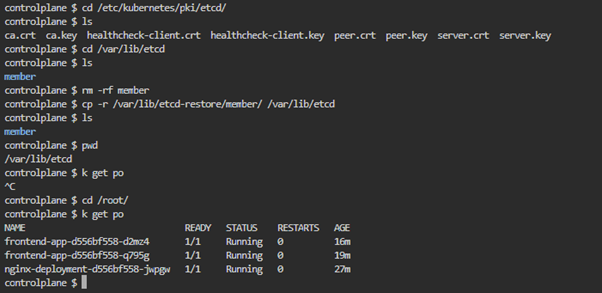 controlplane $ cd /etc/kubernetes/pki/etcd/
controlplane $ ls
ca.crt  ca.key  healthcheck-client.crt  healthcheck-client.key  peer.crt  peer.key  server.crt  server.key
controlplane $ cd /var/lib/etcd
controlplane $ ls
member
controlplane $ rm -rf member
controlplane $ cp -r /var/lib/etcd-restore/member/ /var/lib/etcd
controlplane $ ls
member
controlplane $ pwd
/var/lib/etcd
controlplane $ k get po
^C
controlplane $ cd /root/
controlplane $ k get po
NAME                               READY   STATUS    RESTARTS   AGE
frontend-app-d556bf558-d2mz4       1/1     Running   0          16m
frontend-app-d556bf558-q795g       1/1     Running   0          19m
nginx-deployment-d556bf558-jwpgw   1/1     Running   0          27m
controlplane $